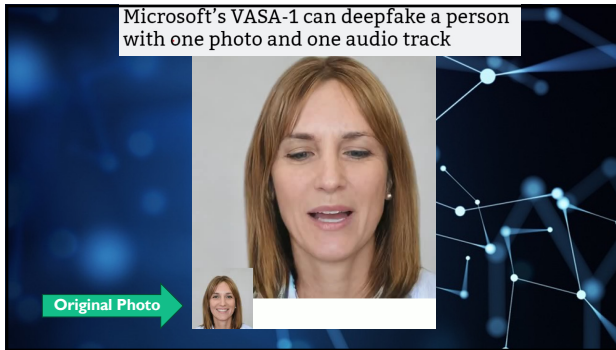 Microsoft’s VASA-1 can deepfake a person
with one photo and one audio track
Original Photo